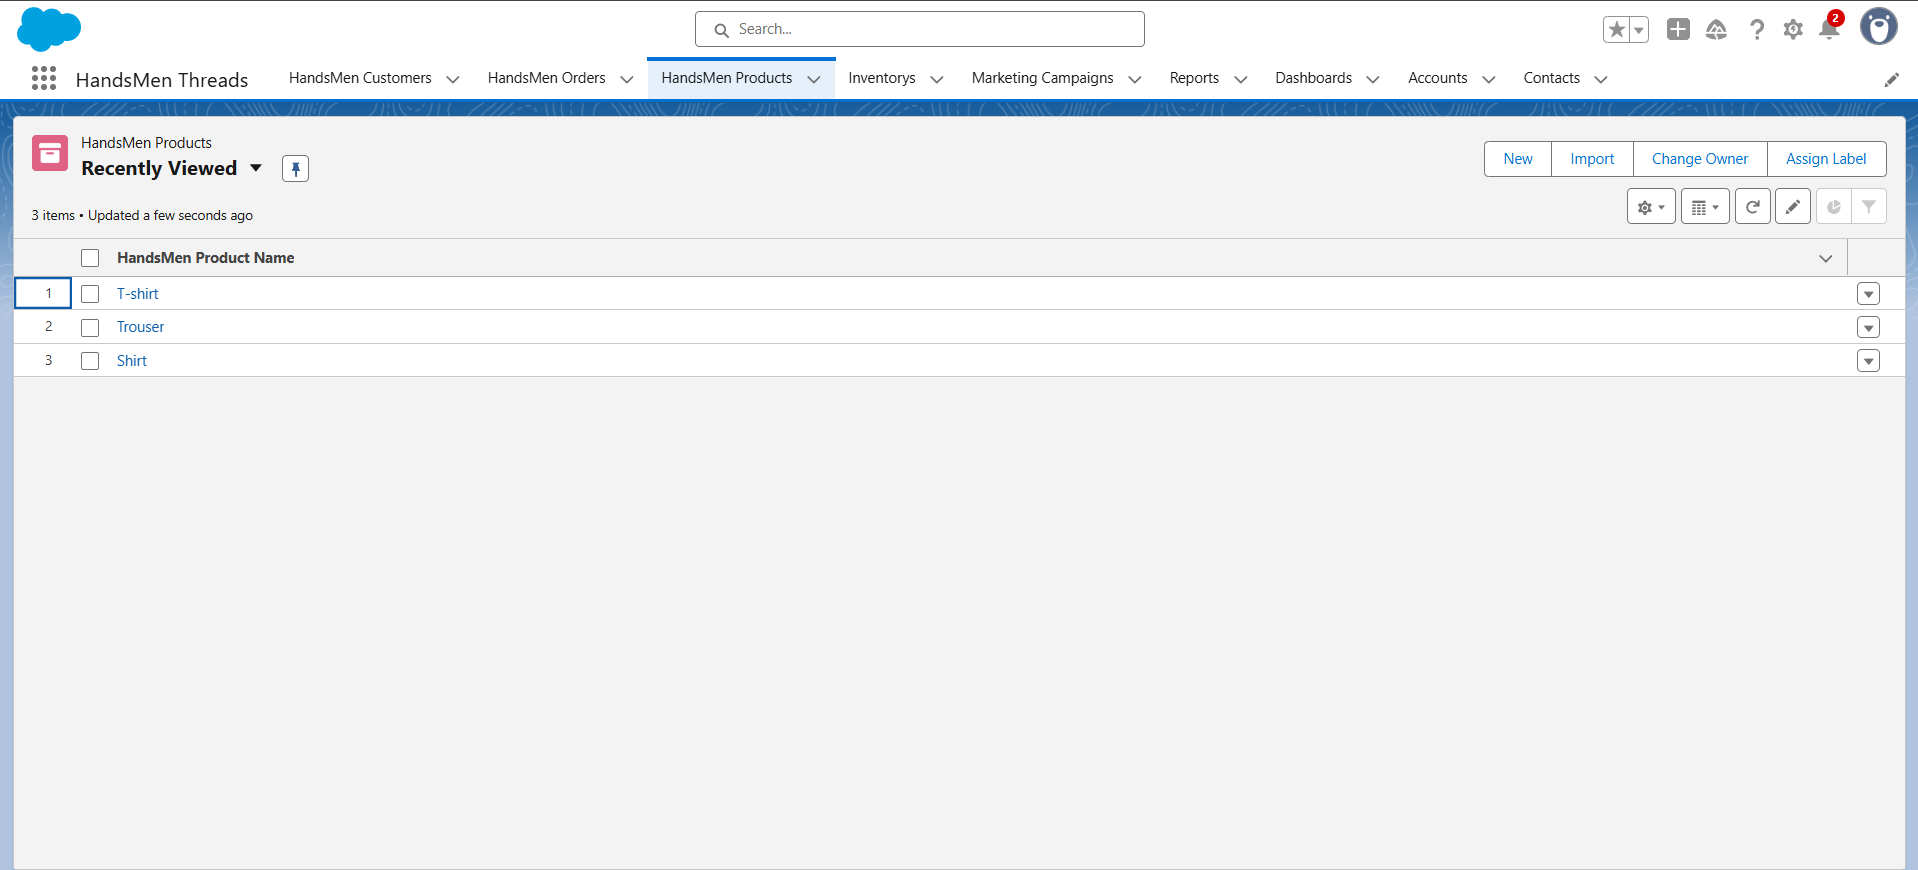 Search...
2
HandsMen Threads HandsMen Customers HandsMen Orders HandsMen Products Inventorys Marketing Campaigns Reports Dashboards Accounts Contacts
HandsMen Products
Recently Viewed
New Import Change Owner Assign Label
3 items • Updated a few seconds ago
HandsMen Product Name
1 T-shirt
2 Trouser
3 Shirt